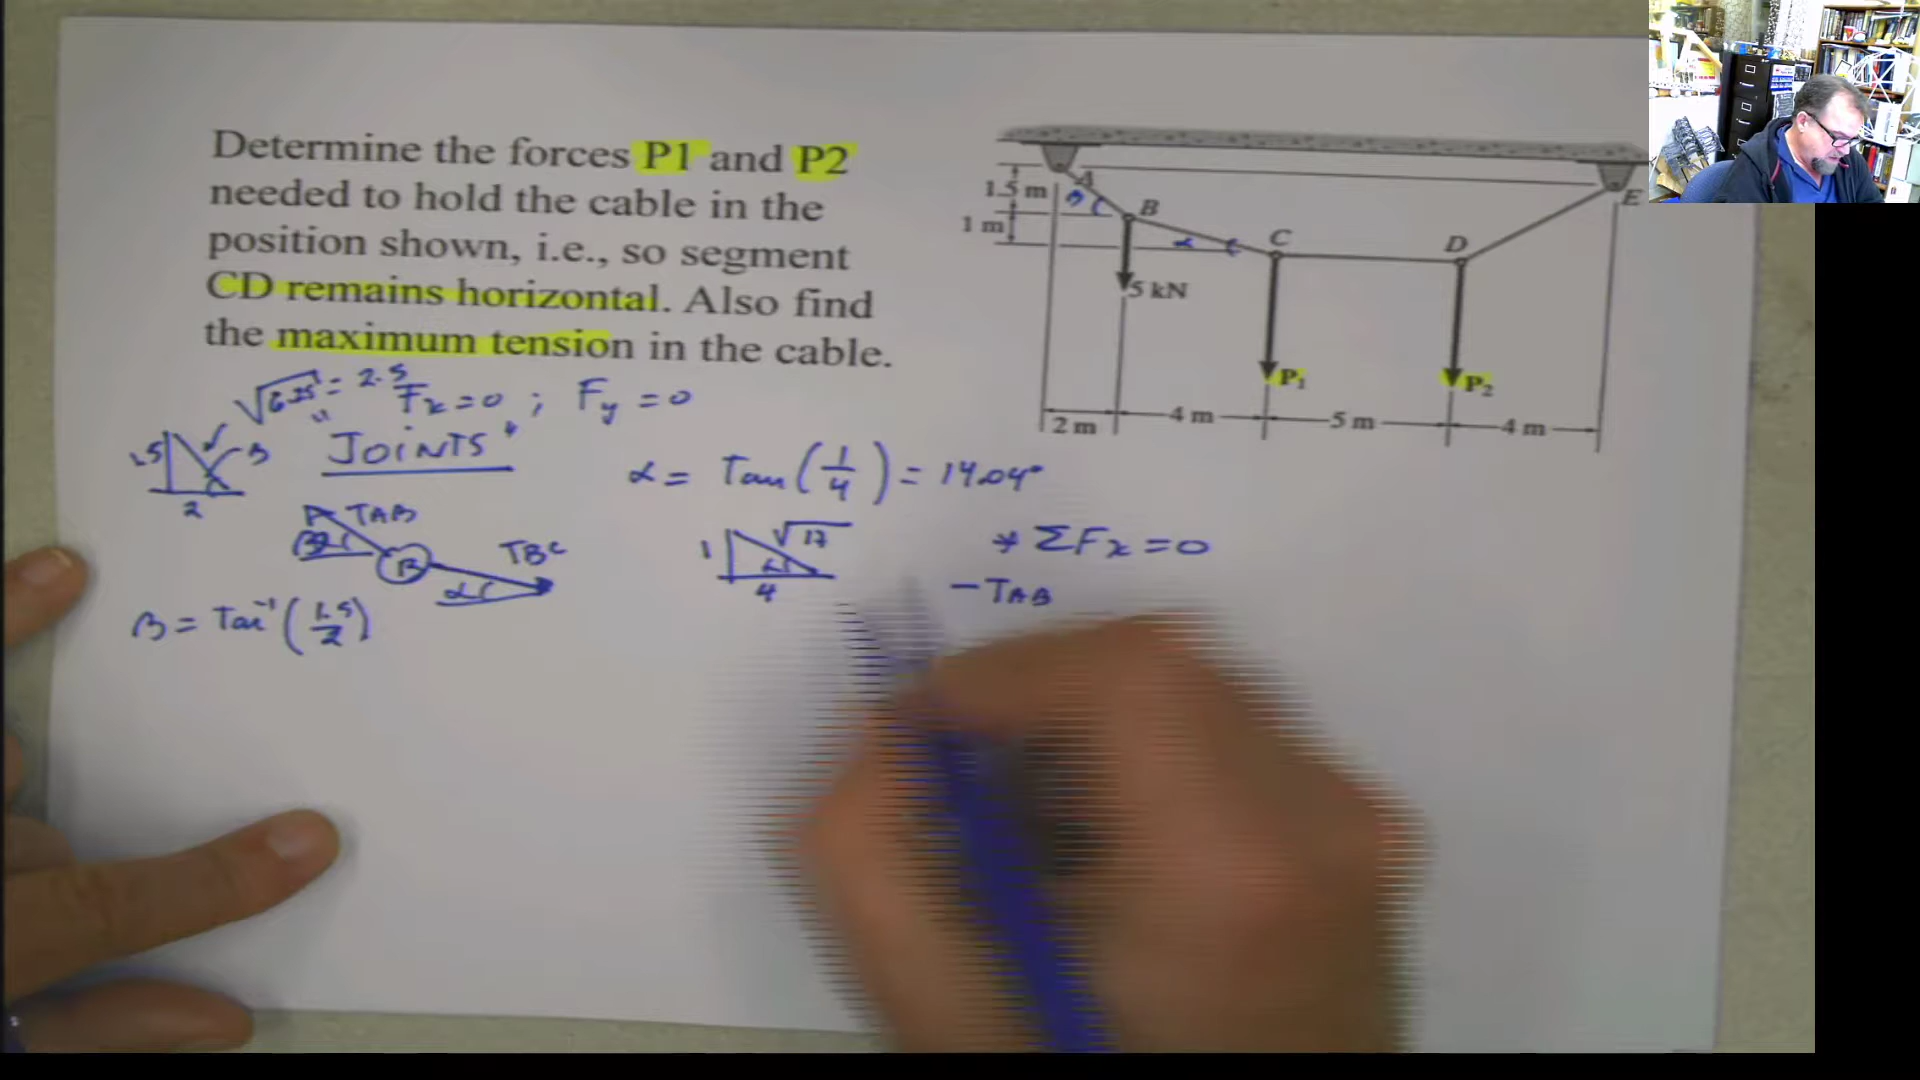 Determine the forces P1 and P2
needed to hold the cable in the
position shown, i.e., so segment
CD remains horizontal. Also find
the maximum tension in the cable.
A
B
C
D
E
1.5 m
1 m
α
5 kN
P₁
P₂
2 m
4 m
5 m
4 m
√6.25 = 2.5
Fx = 0 ; Fy = 0
"JOINTS"
1.5
β
2
α = Tan (1/4) = 14.04°
TAB
B
TBC
α
β = Tan⁻¹ (1.5/2)
1
√17
α
4
* ΣFx = 0
- TAB